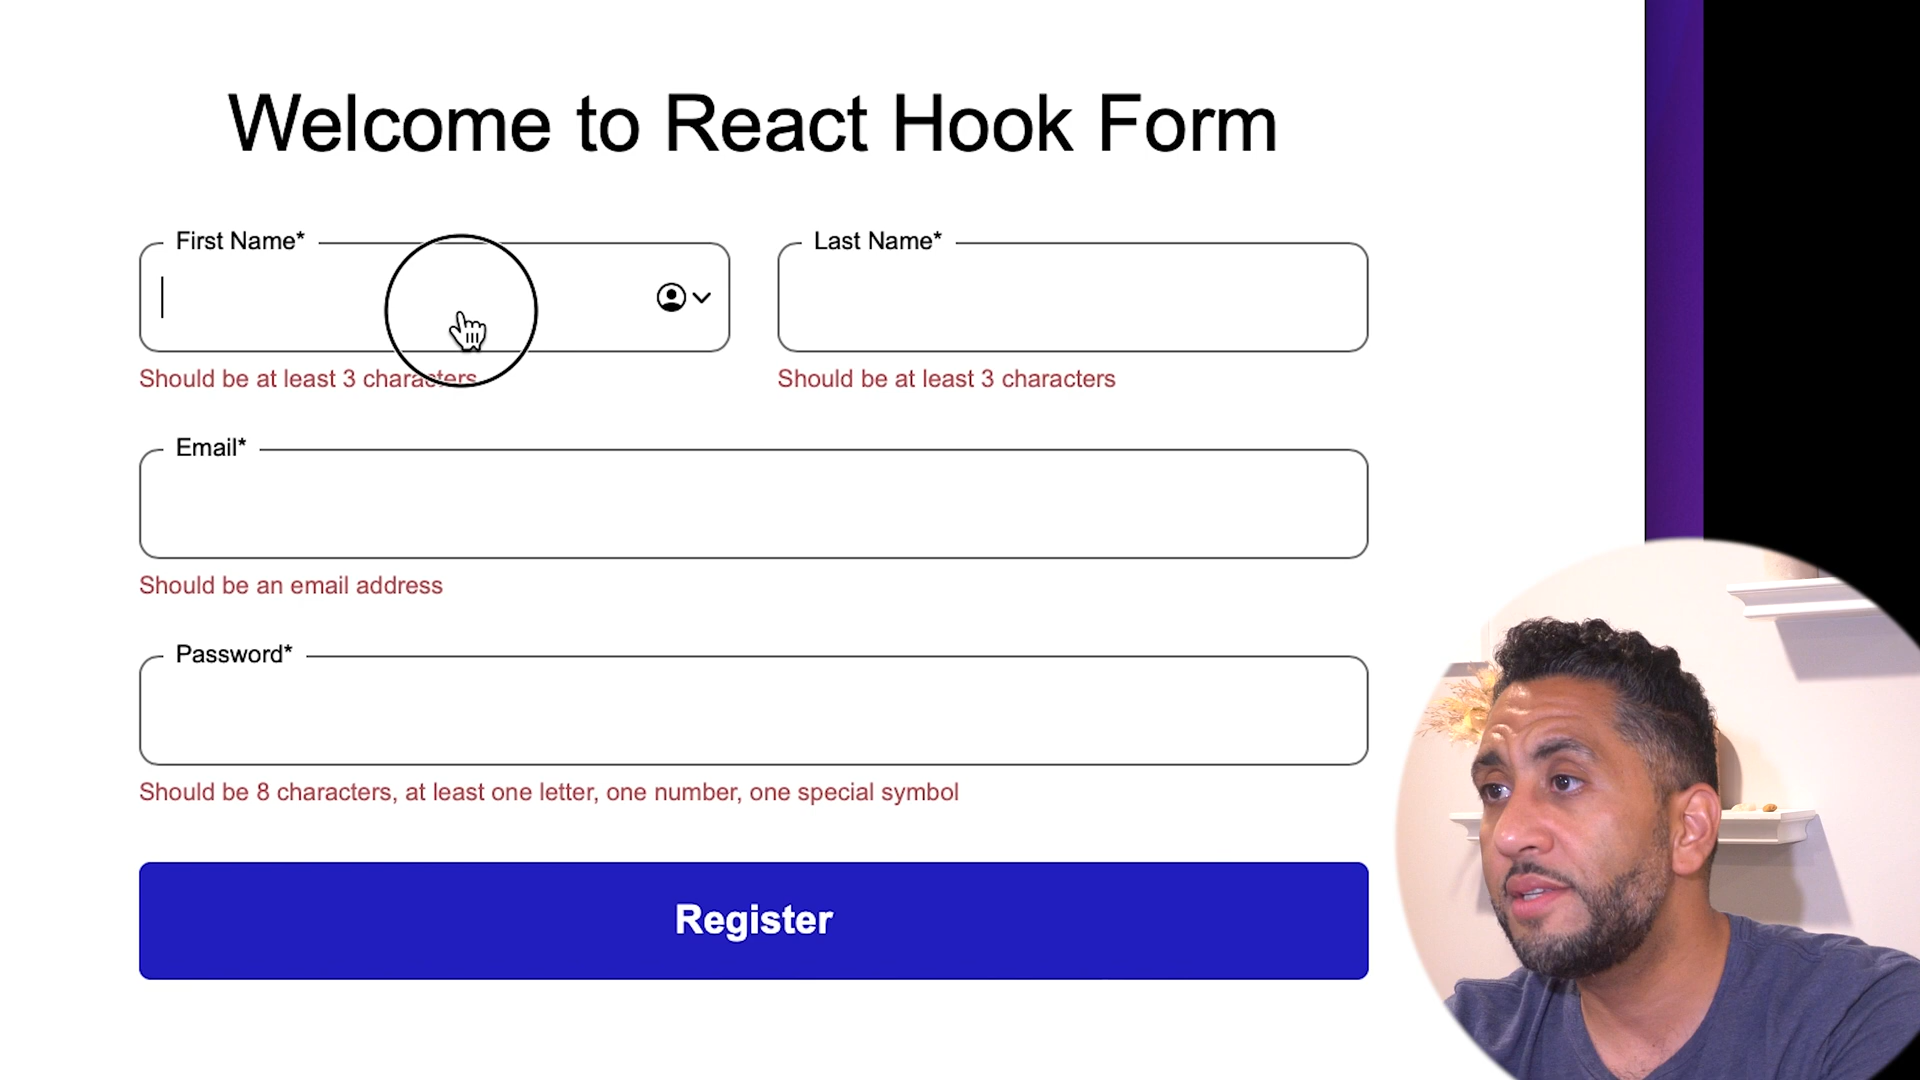 Welcome to React Hook Form
First Name*
Last Name*
Should be at least 3 characters
Should be at least 3 characters
Email*
Should be an email address
Password*
Should be 8 characters, at least one letter, one number, one special symbol
Register